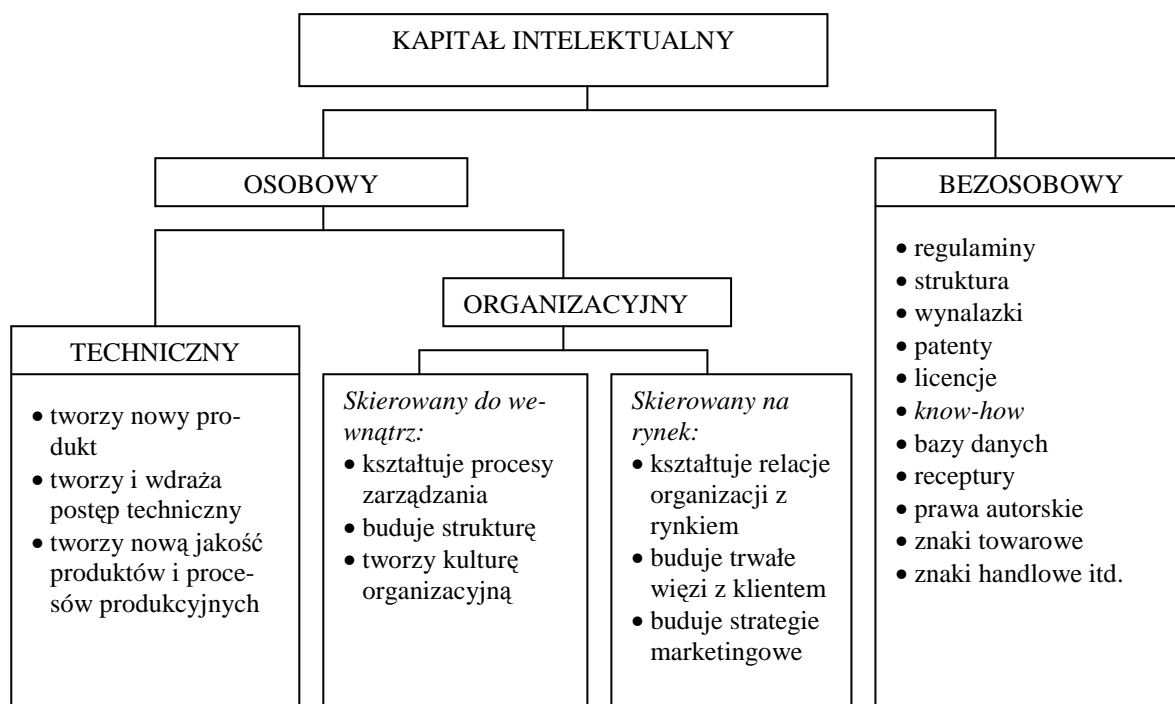 KAPITAŁ INTELEKTUALNY
OSOBOWY
BEZOSOBOWY
• regulaminy
• struktura
• wynalazki
• patenty
• licencje
• know-how
• bazy danych
• receptury
• prawa autorskie
• znaki towarowe
• znaki handlowe itd.
ORGANIZACYJNY
TECHNICZNY
• tworzy nowy pro-
dukt
• tworzy i wdraża
postęp techniczny
• tworzy nową jakość
produktów i proce-
sów produkcyjnych
Skierowany do we-
wnątrz:
• kształtuje procesy
zarządzania
• buduje strukturę
• tworzy kulturę
organizacyjną
Skierowany na
rynek:
• kształtuje relacje
organizacji z
rynkiem
• buduje trwałe
więzi z klientem
• buduje strategie
marketingowe